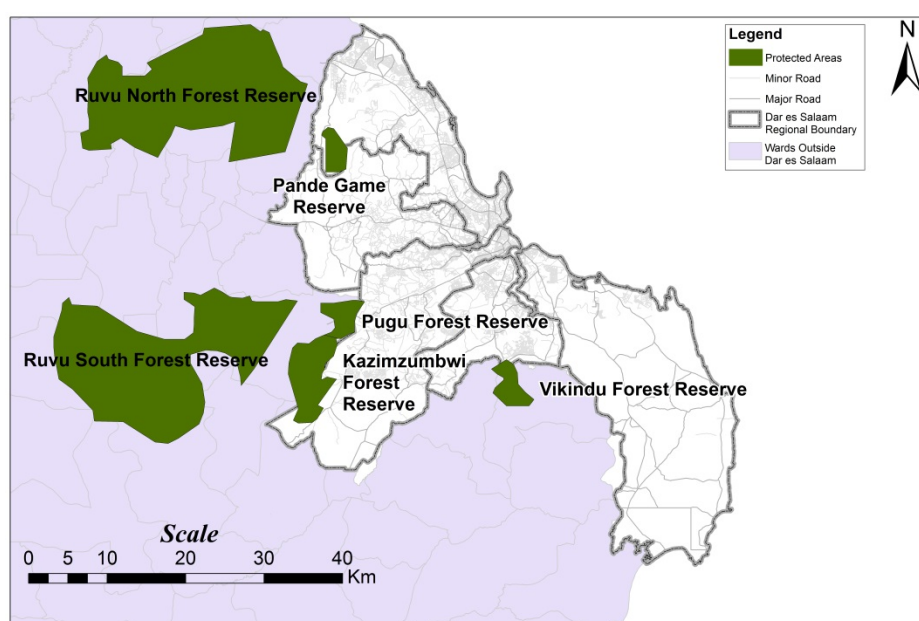 Legend
Protected Areas
Minor Road
Major Road
Dar es Salaam
Regional Boundary
Wards Outside
Dar es Salaam
N
Ruvu North Forest Reserve
Pande Game
Reserve
Pugu Forest Reserve
Ruvu South Forest Reserve
Kazimzumbwi
Forest
Reserve
Vikindu Forest Reserve
Scale
0 5 10 20 30 40
Km